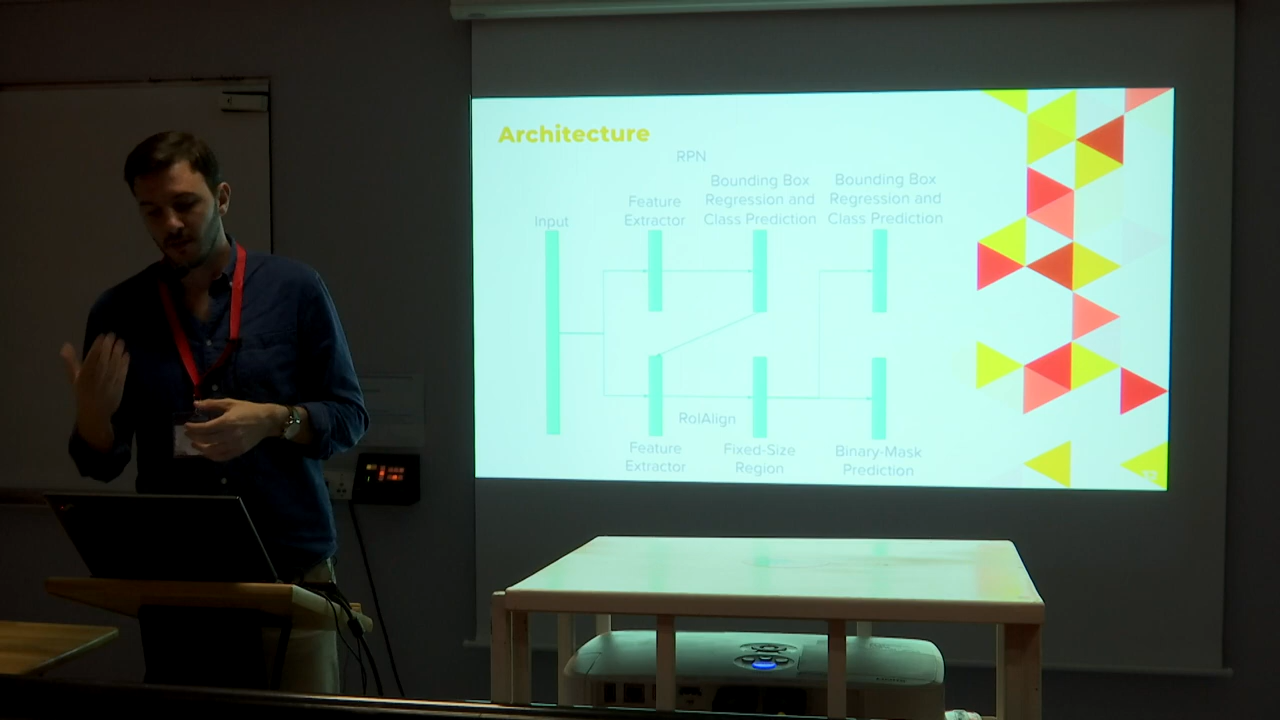 Architecture
RPN
Input
Feature
Extractor
Bounding Box
Regression and
Class Prediction
Bounding Box
Regression and
Class Prediction
RoIAlign
Feature
Extractor
Fixed-Size
Region
Binary-Mask
Prediction